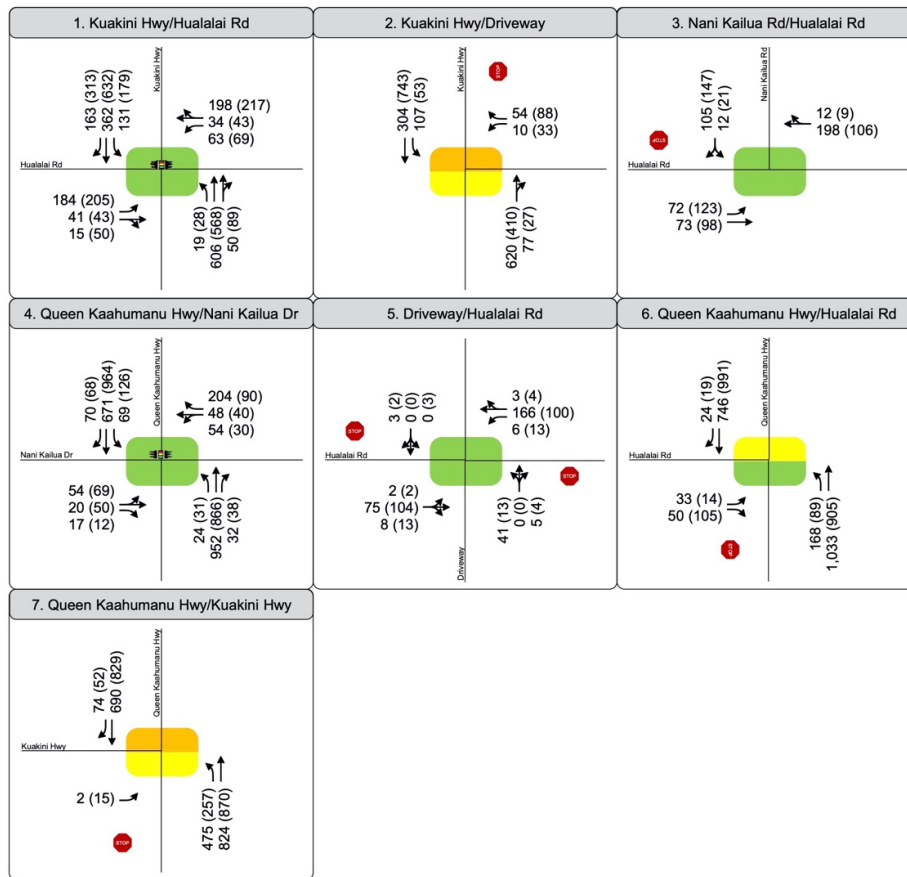 1. Kuakini Hwy/Hualalai Rd
Kuakini Hwy
163 (313)
362 (632)
131 (179)
198 (217)
34 (43)
63 (69)
Hualalai Rd
184 (205)
41 (43)
15 (50)
19 (28)
606 (568)
50 (89)
2. Kuakini Hwy/Driveway
Kuakini Hwy
STOP
304 (743)
107 (53)
54 (88)
10 (33)
620 (410)
77 (27)
3. Nani Kailua Rd/Hualalai Rd
Nani Kailua Rd
105 (147)
12 (21)
12 (9)
198 (106)
STOP
Hualalai Rd
72 (123)
73 (98)
4. Queen Kaahumanu Hwy/Nani Kailua Dr
Queen Kaahumanu Hwy
70 (68)
671 (964)
69 (126)
204 (90)
48 (40)
54 (30)
Nani Kailua Dr
54 (69)
20 (50)
17 (12)
24 (31)
952 (866)
32 (38)
5. Driveway/Hualalai Rd
3 (2)
0 (0)
0 (3)
3 (4)
166 (100)
6 (13)
STOP
Hualalai Rd
STOP
2 (2)
75 (104)
8 (13)
41 (13)
0 (0)
5 (4)
Driveway
6. Queen Kaahumanu Hwy/Hualalai Rd
Queen Kaahumanu Hwy
24 (19)
746 (991)
Hualalai Rd
33 (14)
50 (105)
STOP
168 (89)
1,033 (905)
7. Queen Kaahumanu Hwy/Kuakini Hwy
Queen Kaahumanu Hwy
74 (52)
690 (829)
Kuakini Hwy
2 (15)
STOP
475 (257)
824 (870)